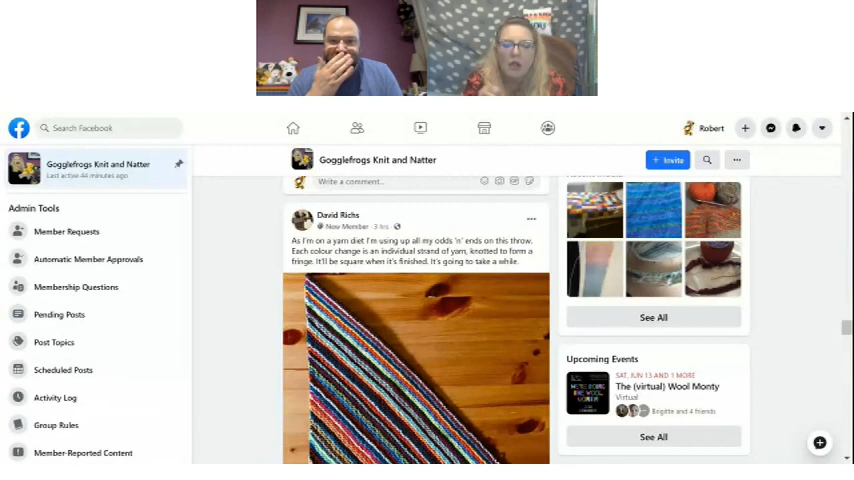 Search Facebook
Robert
Gogglefrogs Knit and Natter
Last active 44 minutes ago
Gogglefrogs Knit and Natter
+ Invite
Admin Tools
Member Requests
Automatic Member Approvals
Membership Questions
Pending Posts
Post Topics
Scheduled Posts
Activity Log
Group Rules
Member-Reported Content
Write a comment...
David Richs
New Member · 3 hrs ·
As I'm on a yarn diet I'm using up all my odds 'n' ends on this throw.
Each colour change is an individual strand of yarn, knotted to form a
fringe. It'll be square when it's finished. It's going to take a while.
See All
Upcoming Events
SAT, JUN 13 AND 1 MORE
The (virtual) Wool Monty
Virtual
Brigitte and 4 friends
See All